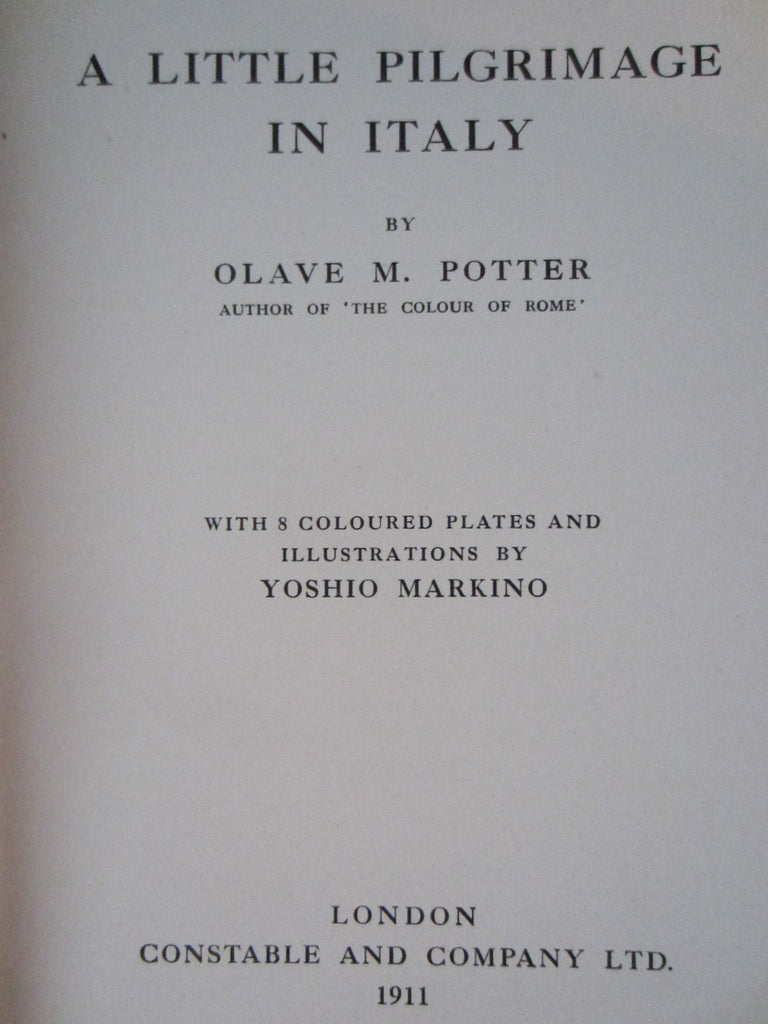 A LITTLE PILGRIMAGE
IN ITALY
BY
OLAVE M. POTTER
AUTHOR OF 'THE COLOUR OF ROME'
WITH 8 COLOURED PLATES AND
ILLUSTRATIONS BY
YOSHIO MARKINO
LONDON
CONSTABLE AND COMPANY LTD.
1911